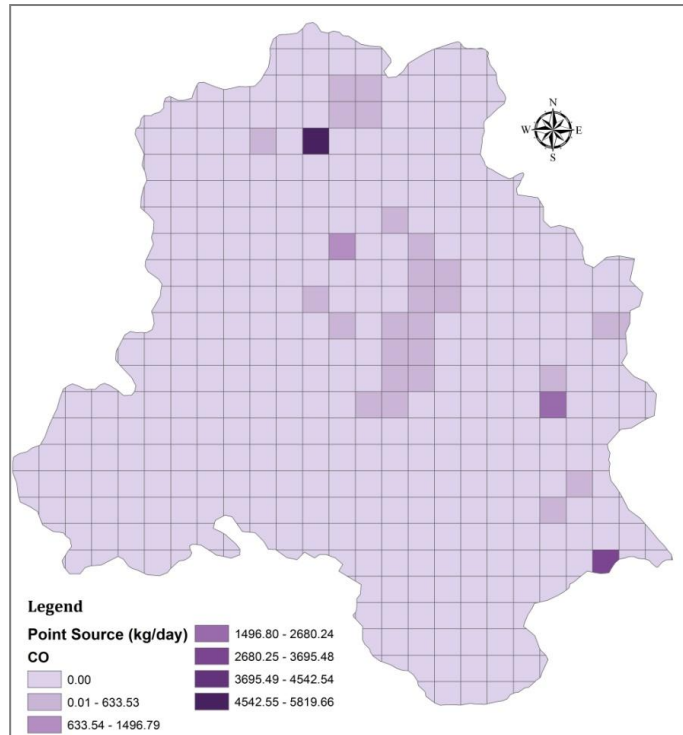 N
W E
S
Legend
Point Source (kg/day)
CO
0.00
0.01 - 633.53
633.54 - 1496.79
1496.80 - 2680.24
2680.25 - 3695.48
3695.49 - 4542.54
4542.55 - 5819.66